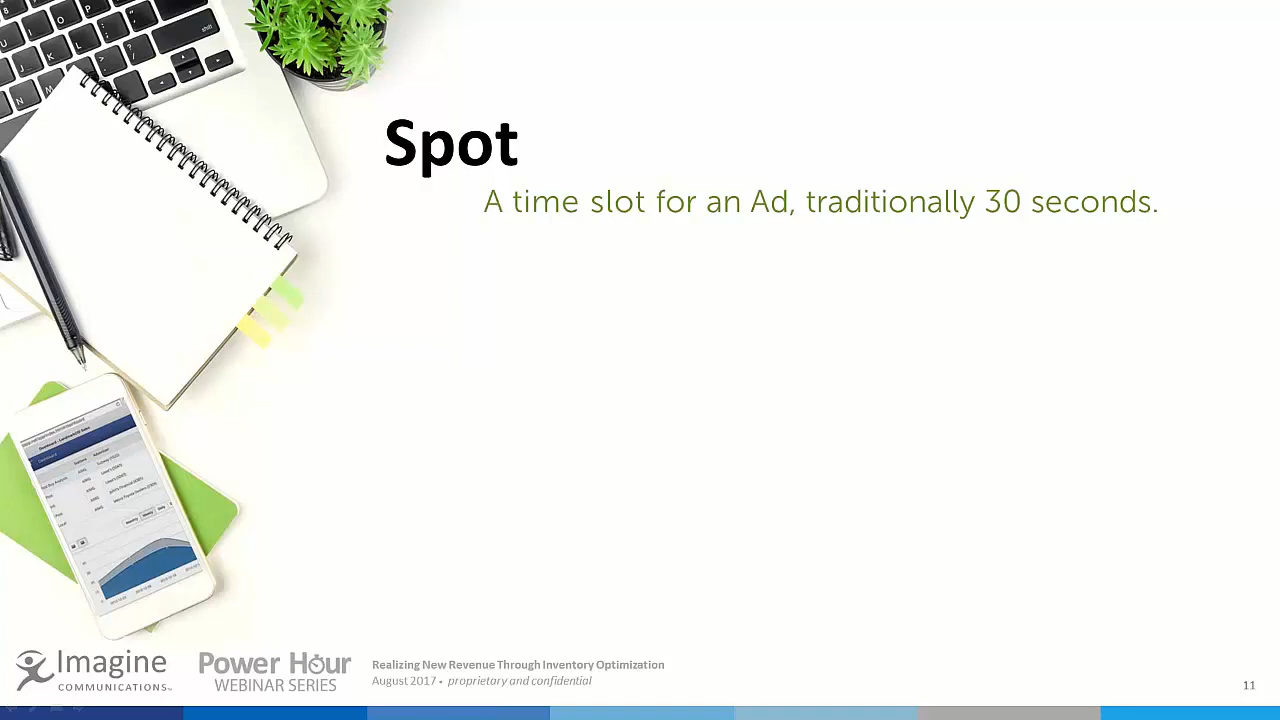 Spot
A time slot for an Ad, traditionally 30 seconds.
shift
Imagine
COMMUNICATIONS
Power Hour
WEBINAR SERIES
Realizing New Revenue Through Inventory Optimization
August 2017 • proprietary and confidential
11